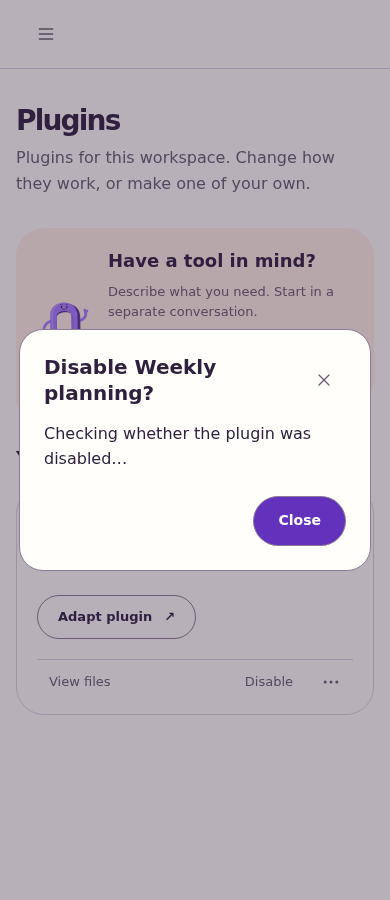 Plugins
Plugins for this workspace. Change how
they work, or make one of your own.
Have a tool in mind?
Describe what you need. Start in a
separate conversation.
Disable Weekly
planning?
Checking whether the plugin was
disabled…
Close
Adapt plugin ↗
View files
Disable